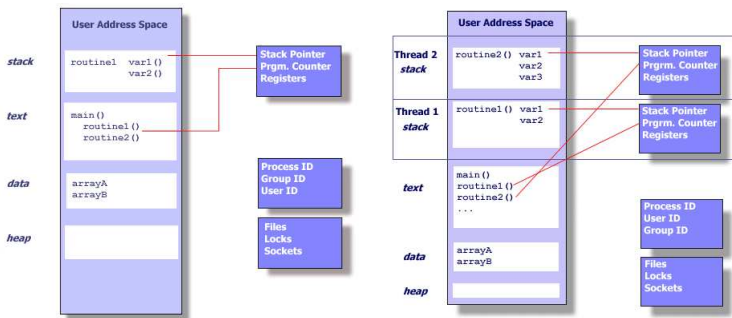 User Address Space
stack
routine1 var1()
var2()
Stack Pointer
Prgm. Counter
Registers
text
main()
routine1()
routine2()
data
arrayA
arrayB
Process ID
Group ID
User ID
heap
Files
Locks
Sockets
User Address Space
Thread 2
stack
routine2() var1
var2
var3
Stack Pointer
Prgrm. Counter
Registers
Thread 1
stack
routine1() var1
var2
Stack Pointer
Prgrm. Counter
Registers
text
main()
routine1()
routine2()
...
Process ID
User ID
Group ID
data
arrayA
arrayB
Files
Locks
Sockets
heap